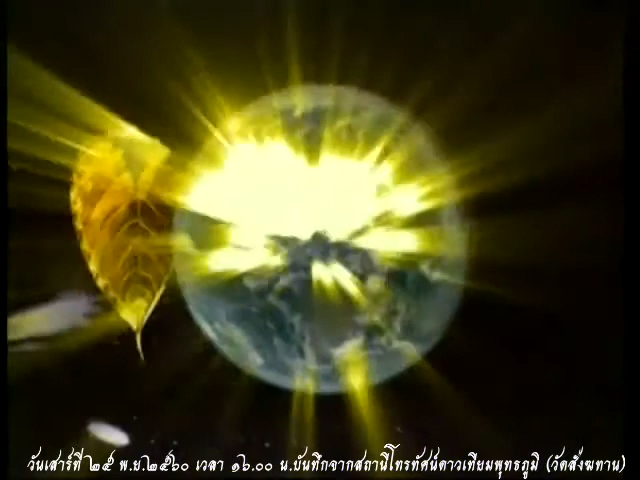 วันเสาร์ที่ ๒๕ พ.ย.๒๕๖๐ เวลา ๑๖.๐๐ น.บันทึกจากสถานีโทรทัศน์ดาวเทียมพุทธภูมิ (วัดสังฆทาน)